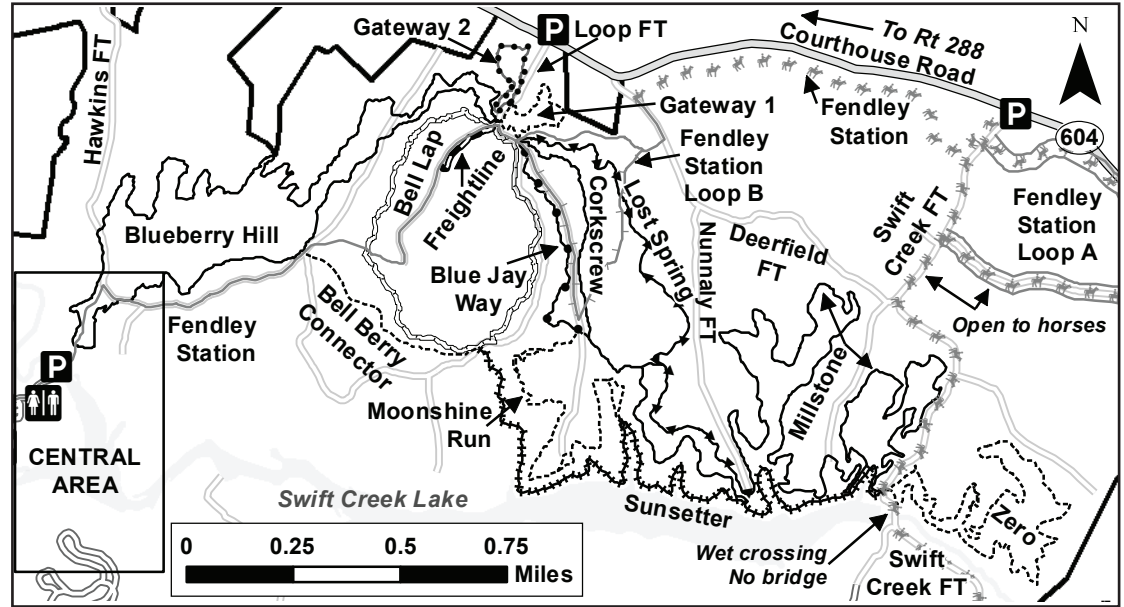 Gateway 2
P
Loop FT
To Rt 288
Courthouse Road
N
Hawkins FT
Gateway 1
Fendley
Station
P
604
Fendley
Station
Loop B
Bell Lap
Freightline
Corkscrew
Lost Spring
Swift
Creek FT
Fendley
Station
Loop A
Blueberry Hill
Nunnaly FT
Deerfield
FT
Blue Jay
Way
Open to horses
Fendley
Station
Bell Berry
Connector
P
Millstone
Moonshine
Run
CENTRAL
AREA
Swift Creek Lake
Sunsetter
Zero
Wet crossing
No bridge
Swift
Creek FT
0 0.25 0.5 0.75
Miles